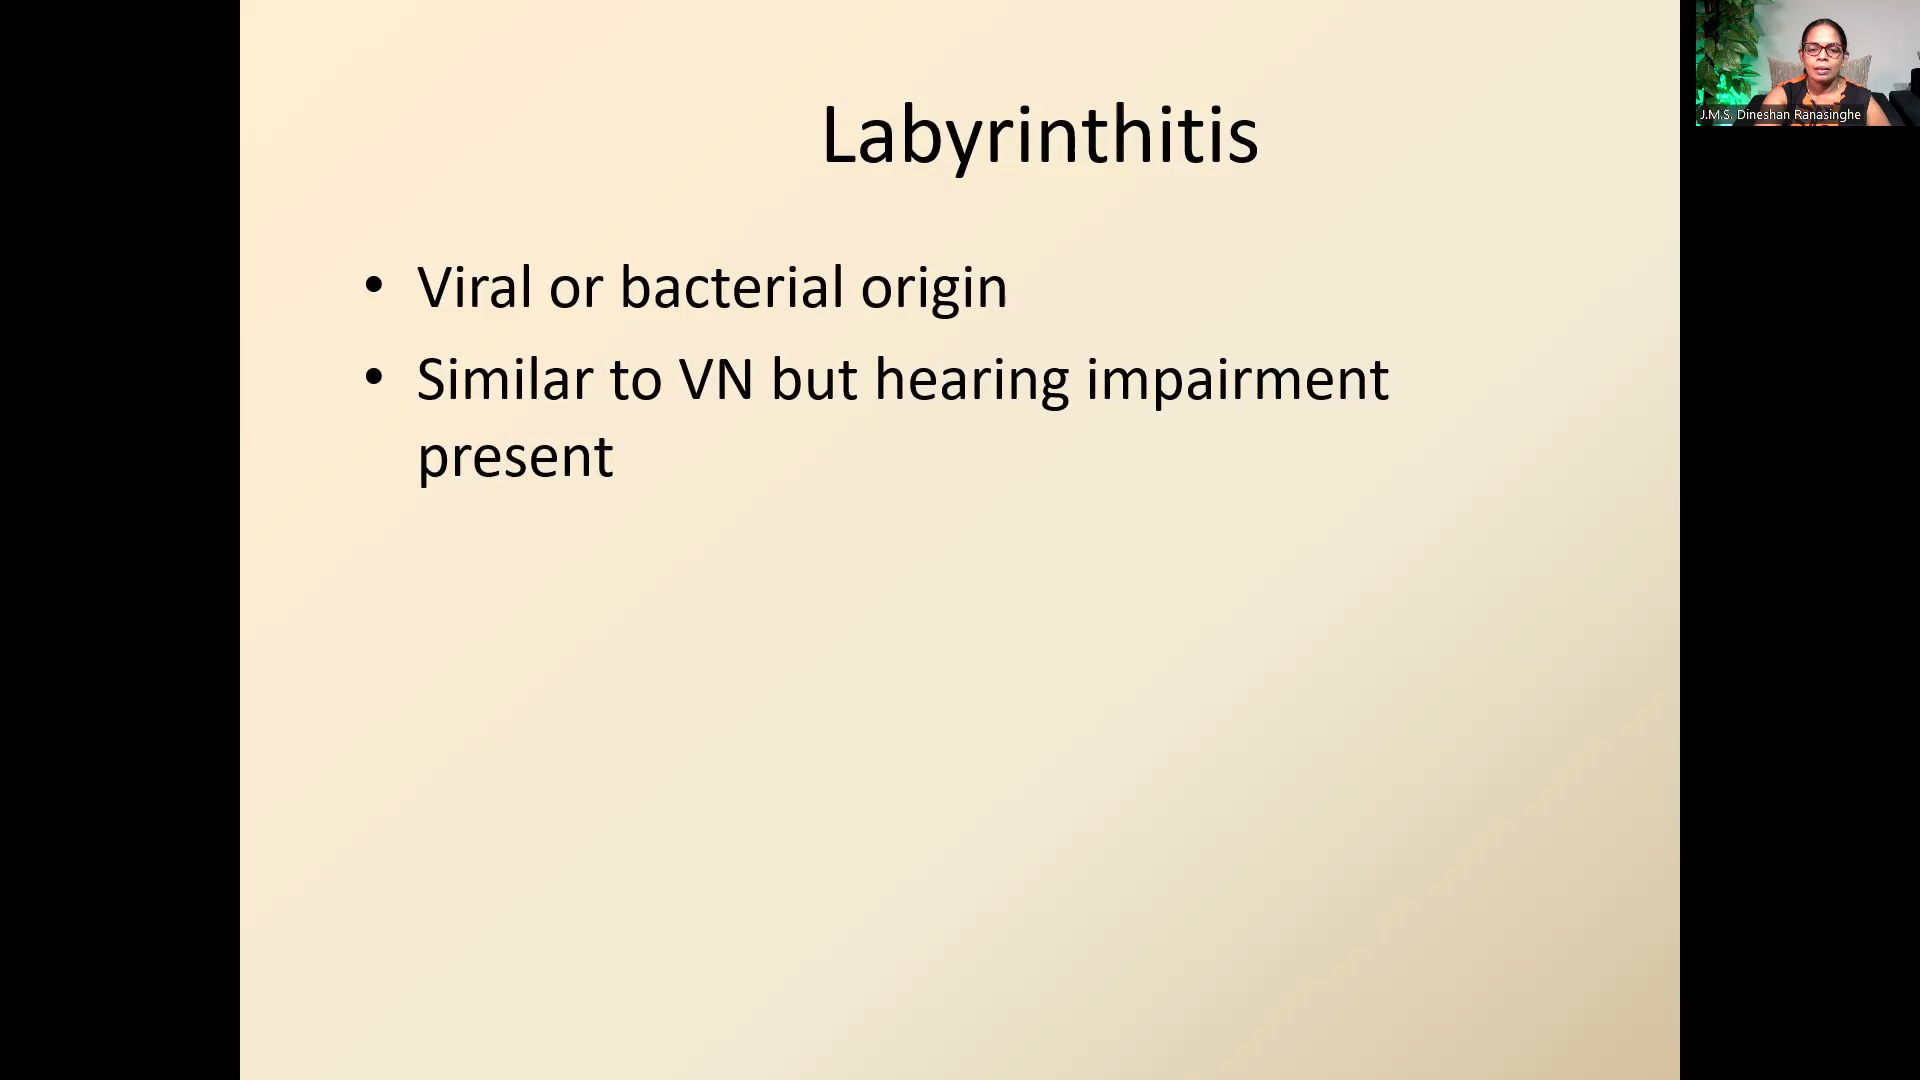 Labyrinthitis
• Viral or bacterial origin
• Similar to VN but hearing impairment
present
J.M.S. Dineshan Ranasinghe